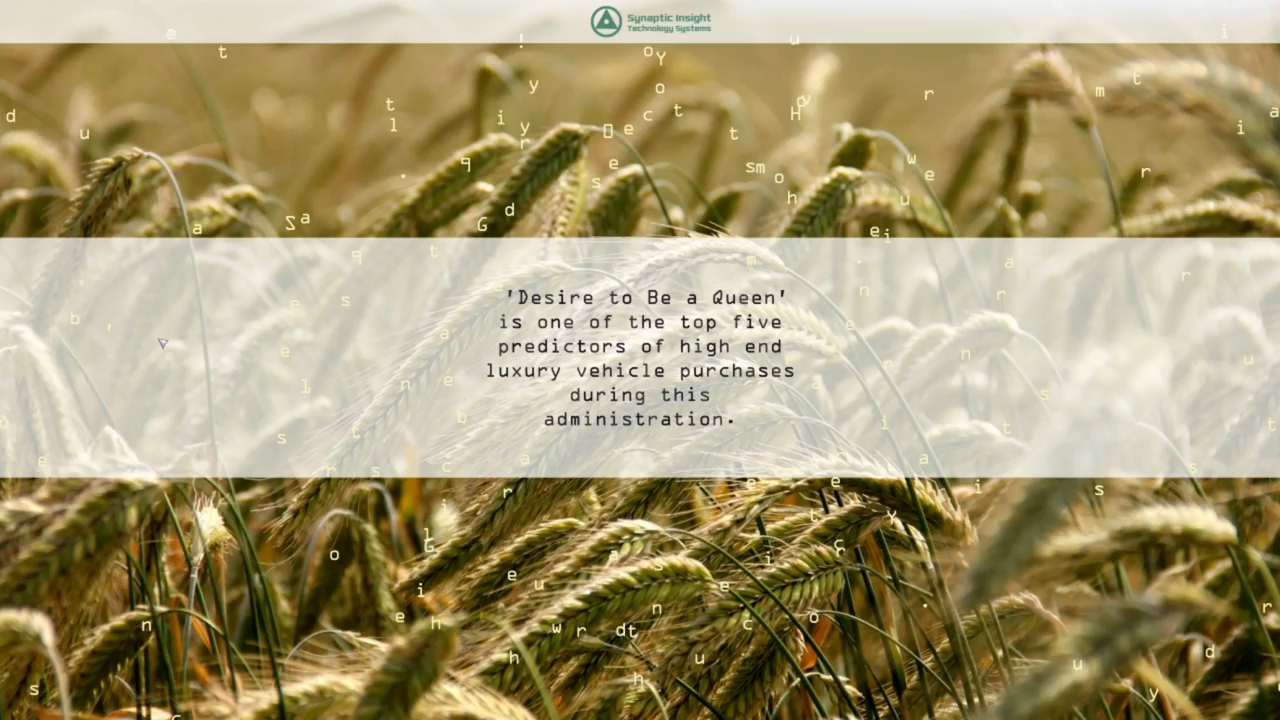 Synaptic Insight
Technology Systems
'Desire to Be a Queen'
is one of the top five
predictors of high end
luxury vehicle purchases
during this
administration.